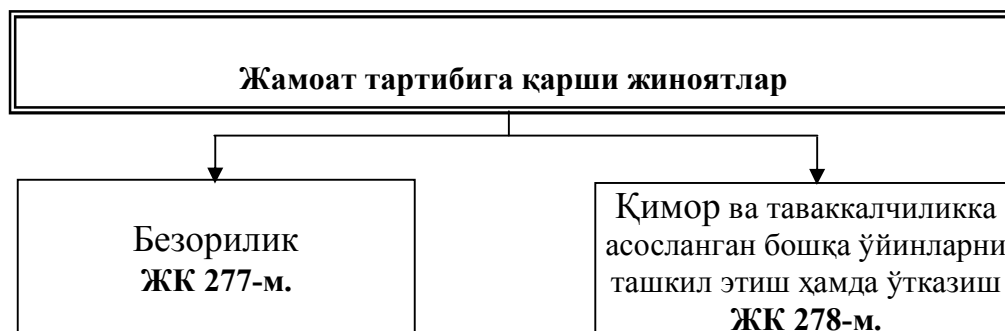 Жамоат тартибига қарши жиноятлар
Безорилик
ЖК 277-м.
Қимор ва таваккалчиликка
асосланган бошқа ўйинларни
ташкил этиш ҳамда ўтказиш
ЖК 278-м.